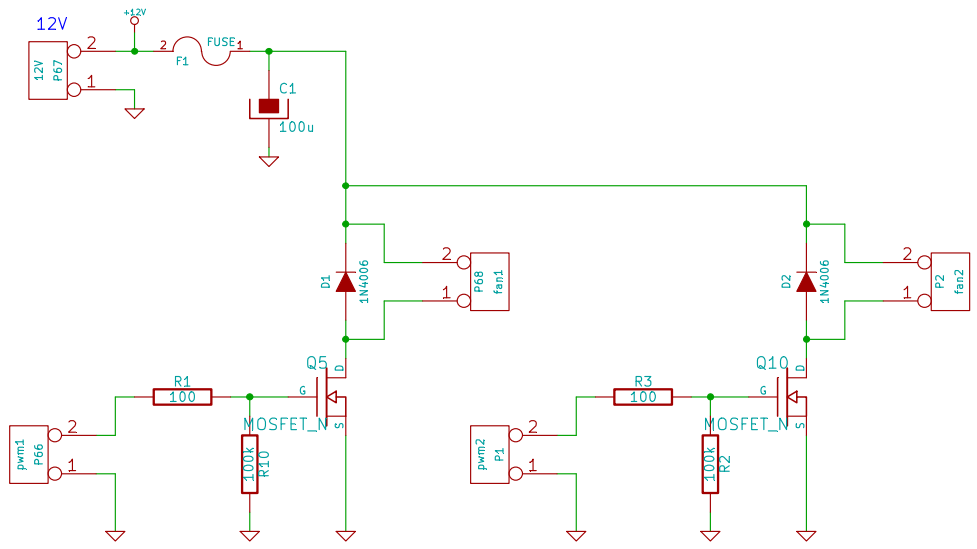 +12V
12V
2
1
12V
P67
2
FUSE
1
F1
C1
100u
D1
1N4006
2
1
P68
fan1
D2
1N4006
2
1
P2
fan2
Q5
D
G
S
MOSFET_N
R1
100
100k
R10
2
1
pwm1
P66
Q10
D
G
S
MOSFET_N
R3
100
100k
R2
2
1
pwm2
P1